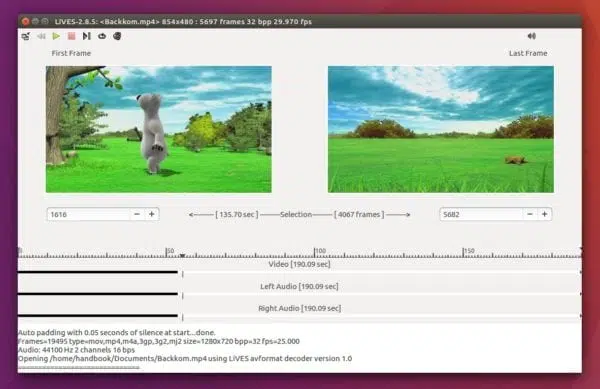 LiVES-2.8.5: <Backkom.mp4> 854x480 : 5697 frames 32 bpp 29.970 fps
First Frame
Last Frame
1616
[ 135.70 sec ]
Selection
[ 4067 frames ]
5682
0
50
100
150
Video [190.09 sec]
Left Audio [190.09 sec]
Right Audio [190.09 sec]
Auto padding with 0.05 seconds of silence at start...done.
Frames=19495 type=mov,mp4,m4a,3gp,3g2,mj2 size=1280x720 bpp=32 fps=25.000
Audio: 44100 Hz 2 channels 16 bps
Opening /home/handbook/Documents/Backkom.mp4 using LiVES avformat decoder version 1.0